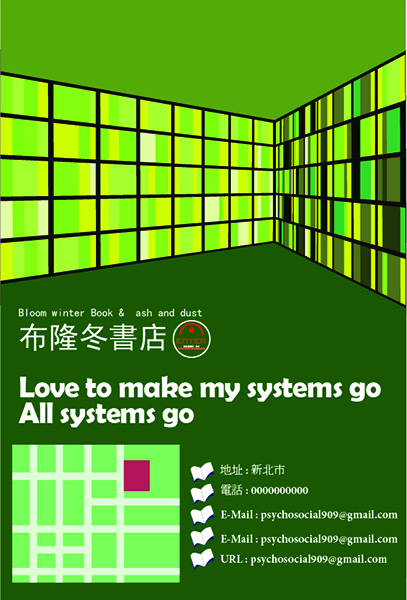 Bloom winter Book &  ash and dust
布隆冬書店
Love to make my systems go
All systems go
地址 : 新北市
電話 : 0000000000
E-Mail : psychosocial909@gmail.com
E-Mail : psychosocial909@gmail.com
URL : psychosocial909@gmail.com